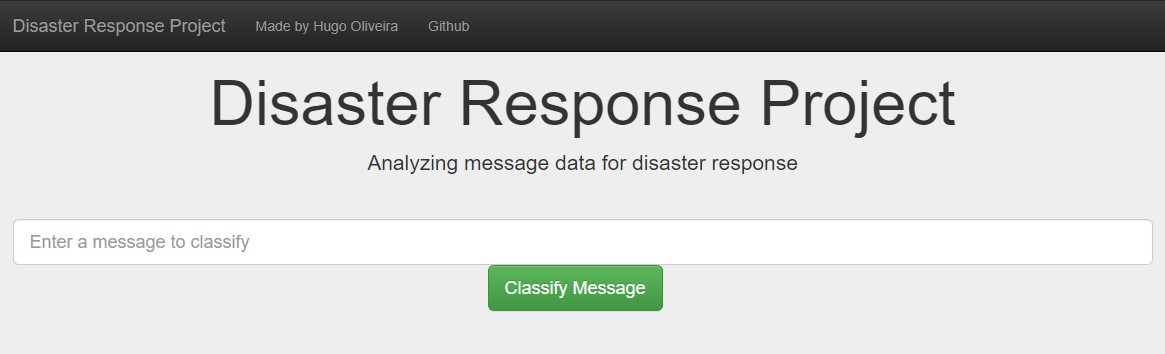 Disaster Response Project Made by Hugo Oliveira Github
Disaster Response Project
Analyzing message data for disaster response
Enter a message to classify
Classify Message